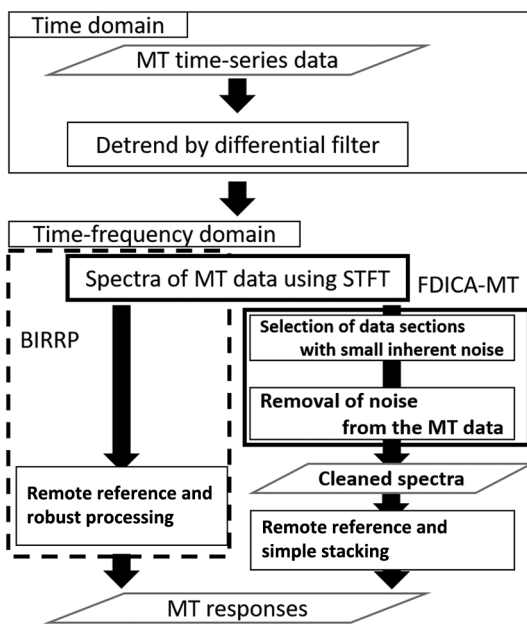 Time domain
MT time-series data
Detrend by differential filter
Time-frequency domain
Spectra of MT data using STFT
FDICA-MT
BIRRP
Selection of data sections
with small inherent noise
Removal of noise
from the MT data
Cleaned spectra
Remote reference and
robust processing
Remote reference and
simple stacking
MT responses